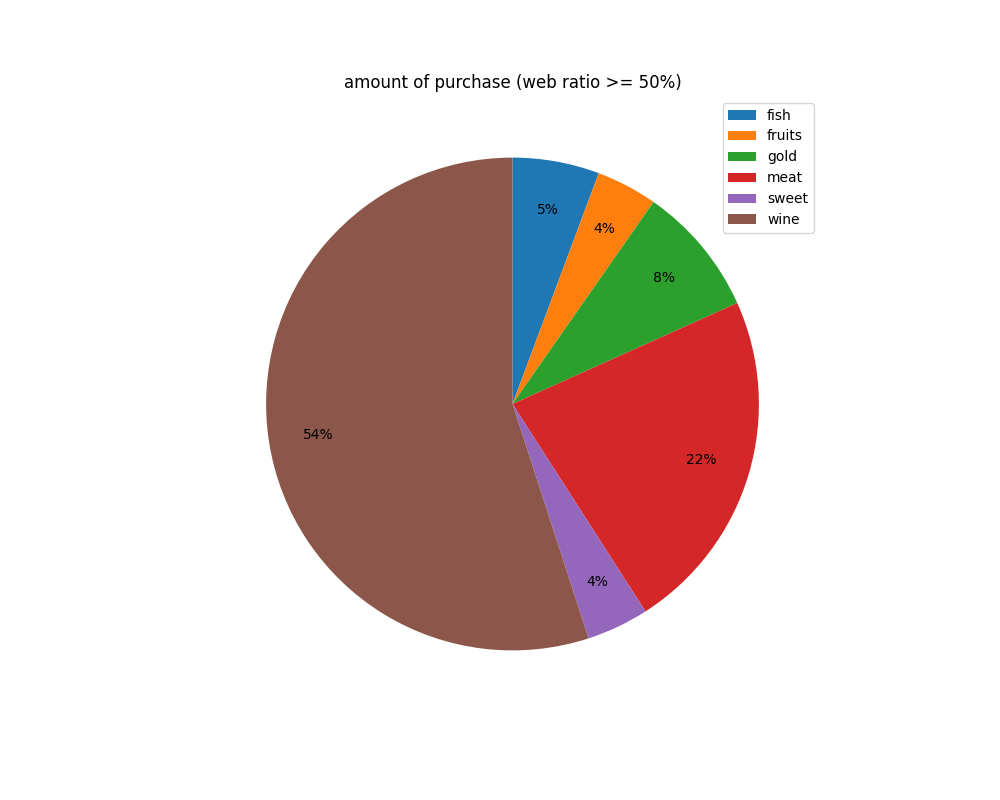 amount of purchase (web ratio >= 50%)
fish
fruits
gold
meat
sweet
wine
5%
4%
8%
54%
22%
4%